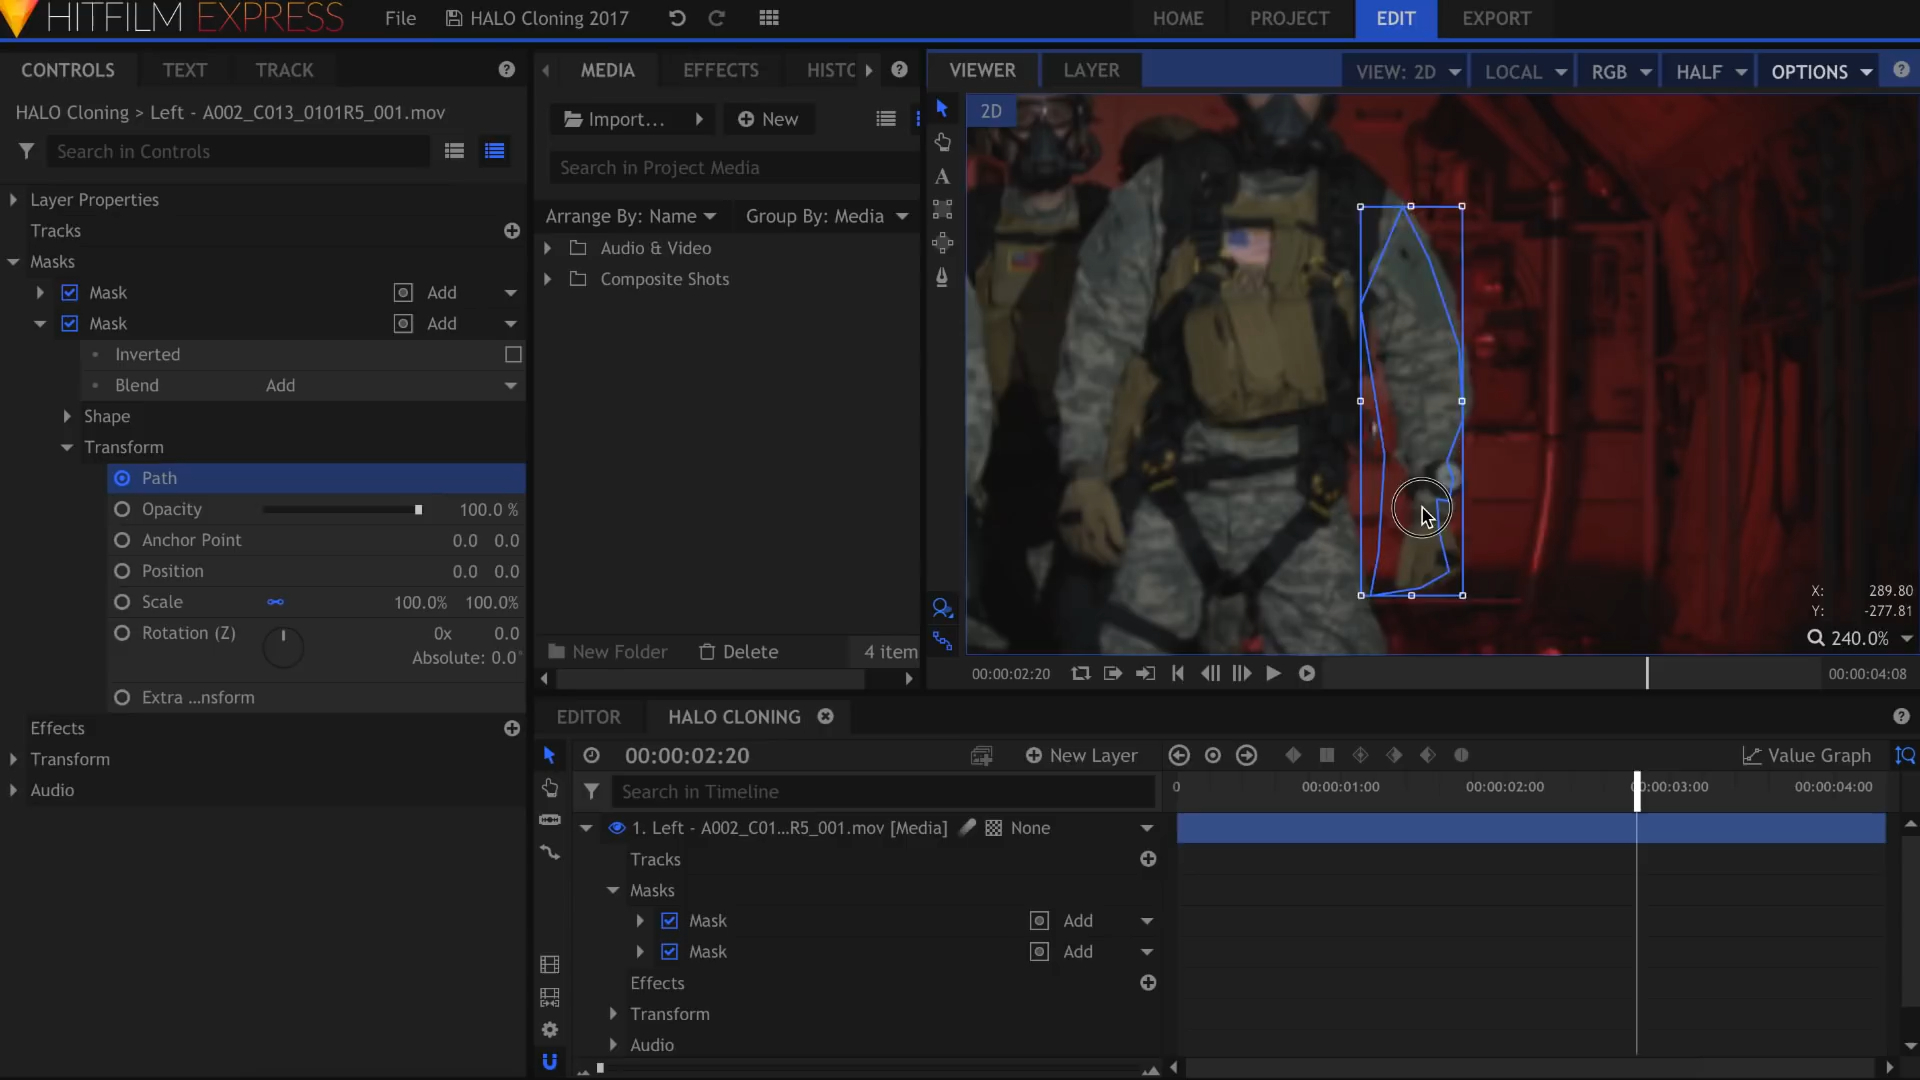 HITFILM EXPRESS
File
HALO Cloning 2017
HOME
PROJECT
EDIT
EXPORT
CONTROLS
TEXT
TRACK
HALO Cloning > Left - A002_C013_0101R5_001.mov
Search in Controls
Layer Properties
Tracks
Masks
Mask Add
Mask Add
Inverted
Blend Add
Shape
Transform
Path
Opacity 100.0 %
Anchor Point 0.0 0.0
Position 0.0 0.0
Scale 100.0% 100.0%
Rotation (Z) 0x 0.0
Absolute: 0.0°
Extra ...nsform
Effects
Transform
Audio
MEDIA
EFFECTS
HISTO
Import...
New
Search in Project Media
Arrange By: Name
Group By: Media
Audio & Video
Composite Shots
New Folder
Delete
4 item
VIEWER
LAYER
VIEW: 2D
LOCAL
RGB
HALF
OPTIONS
2D
X: 289.80
Y: -277.81
240.0%
00:00:02:20
00:00:04:08
EDITOR
HALO CLONING
00:00:02:20
New Layer
Value Graph
Search in Timeline
0
00:00:01:00
00:00:02:00
0:00:03:00
00:00:04:00
1. Left - A002_C01...R5_001.mov [Media]
None
Tracks
Masks
Mask Add
Mask Add
Effects
Transform
Audio